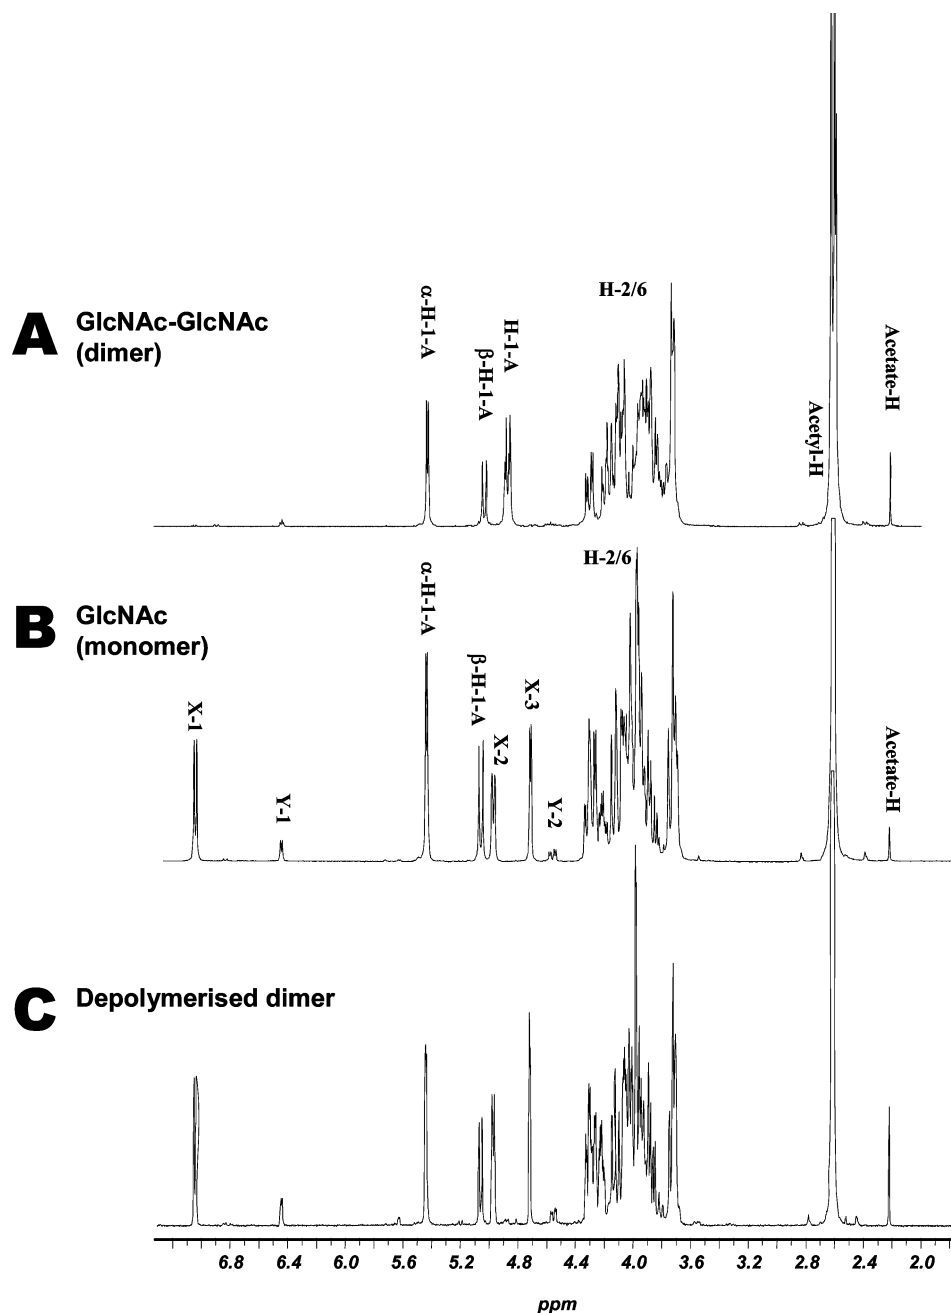 A
GlcNAc-GlcNAc
(dimer)
α-H-1-A
β-H-1-A
H-1-A
H-2/6
Acetyl-H
Acetate-H
B
GlcNAc
(monomer)
X-1
Y-1
α-H-1-A
β-H-1-A
X-2
X-3
Y-2
H-2/6
Acetate-H
C
Depolymerised dimer
6.8 6.4 6.0 5.6 5.2 4.8 4.4 4.0 3.6 3.2 2.8 2.4 2.0
ppm